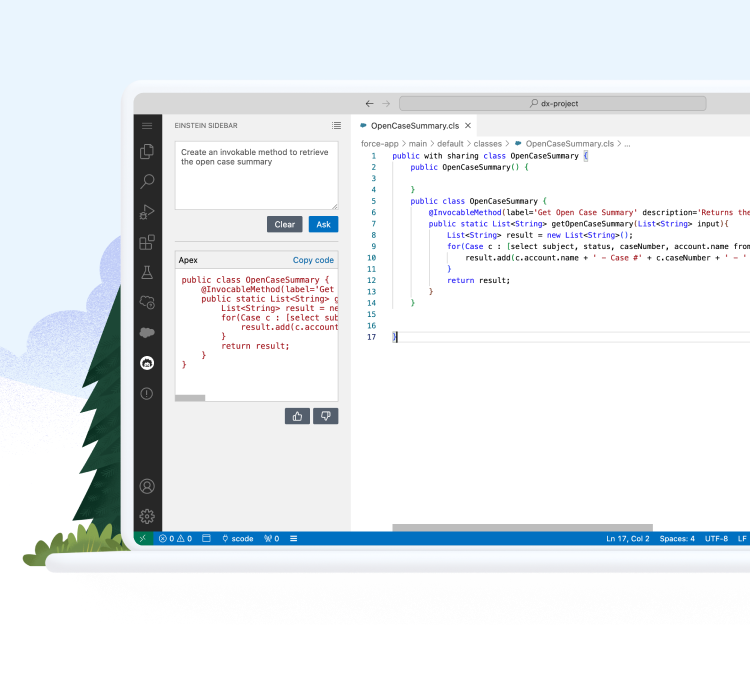 dx-project
EINSTEIN SIDEBAR
Create an invokable method to retrieve
the open case summary
Clear
Ask
Apex
Copy code
public class OpenCaseSummary {
@InvocableMethod(label='Get
public static List<String> g
List<String> result = ne
for(Case c : [select sub
result.add(c.account
}
return result;
}
}
OpenCaseSummary.cls
force-app > main > default > classes > OpenCaseSummary.cls > ...
1 public with sharing class OpenCaseSummary {
2 public OpenCaseSummary() {
3
4 }
5 public class OpenCaseSummary {
6 @InvocableMethod(label='Get Open Case Summary' description='Returns the
7 public static List<String> getOpenCaseSummary(List<String> input){
8 List<String> result = new List<String>();
9 for(Case c : [select subject, status, caseNumber, account.name from
10 result.add(c.account.name + ' - Case #' + c.caseNumber + ' - '
11 }
12 return result;
13 }
14 }
15
16
17 }
0 0 scode 0
Ln 17, Col 2 Spaces: 4 UTF-8 LF